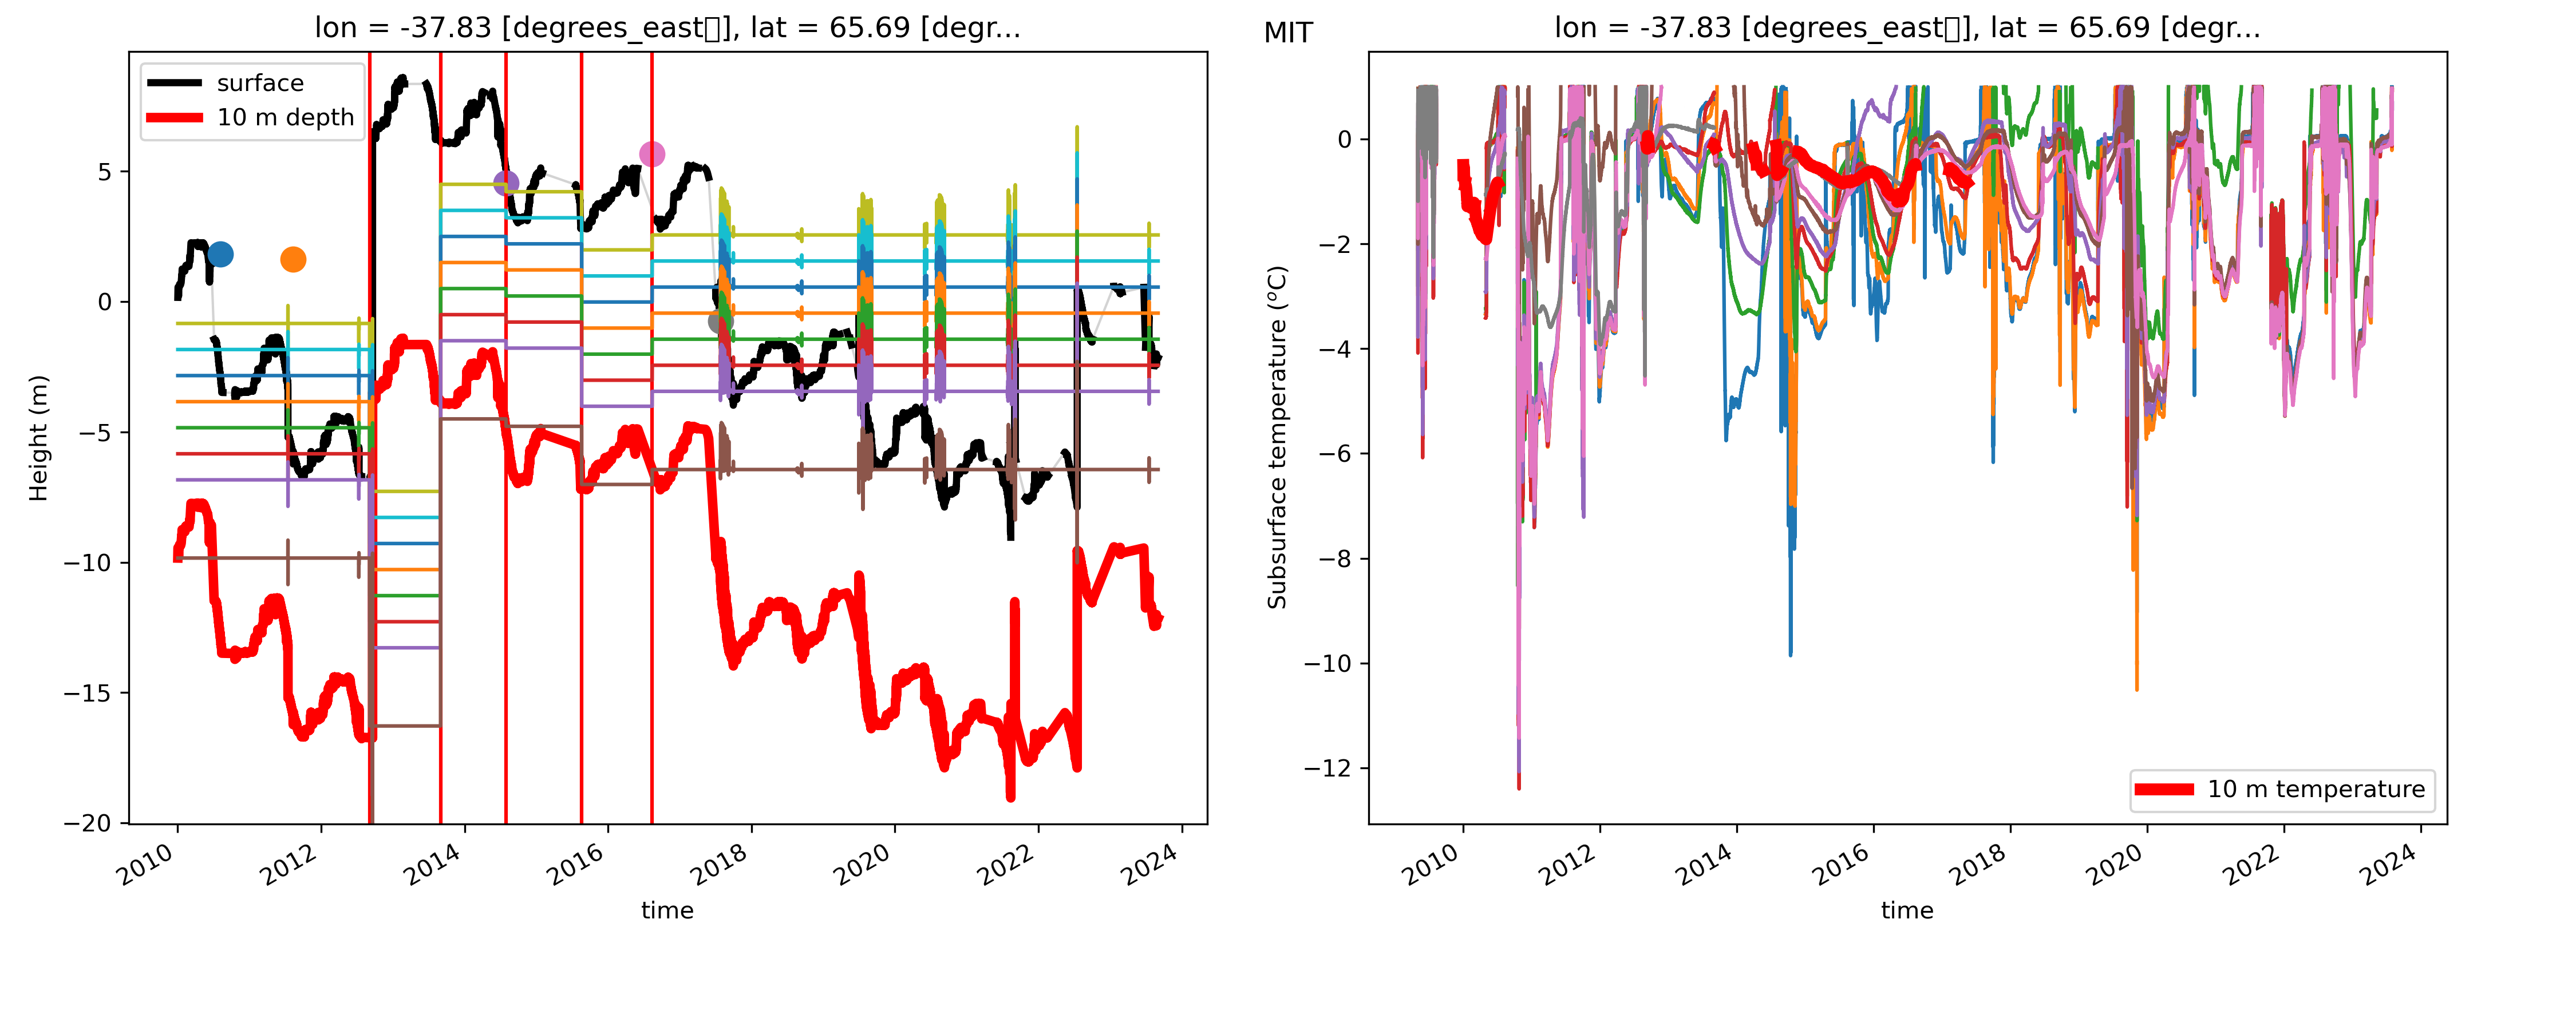 lon = -37.83 [degrees_east▯], lat = 65.69 [degr...
surface
10 m depth
Height (m)
5
0
−5
−10
−15
−20
2010
2012
2014
2016
2018
2020
2022
2024
time
MIT
lon = -37.83 [degrees_east▯], lat = 65.69 [degr...
Subsurface temperature (°C)
0
−2
−4
−6
−8
−10
−12
10 m temperature
2010
2012
2014
2016
2018
2020
2022
2024
time